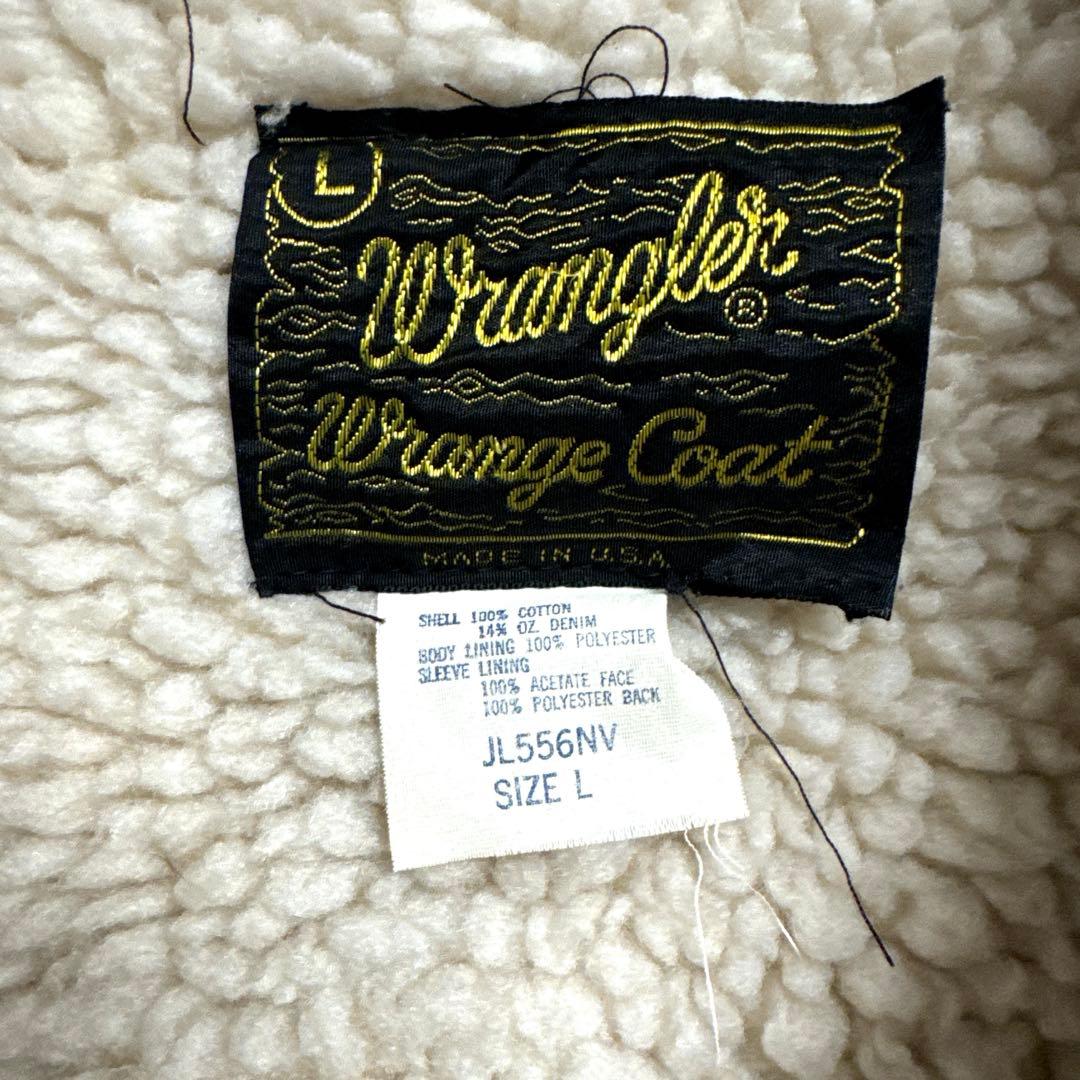 L
Wrangler®
Wrange Coat
MADE IN U.S.A.
SHELL 100% COTTON
14¾ OZ. DENIM
BODY LINING 100% POLYESTER
SLEEVE LINING
100% ACETATE FACE
100% POLYESTER BACK
JL556NV
SIZE L